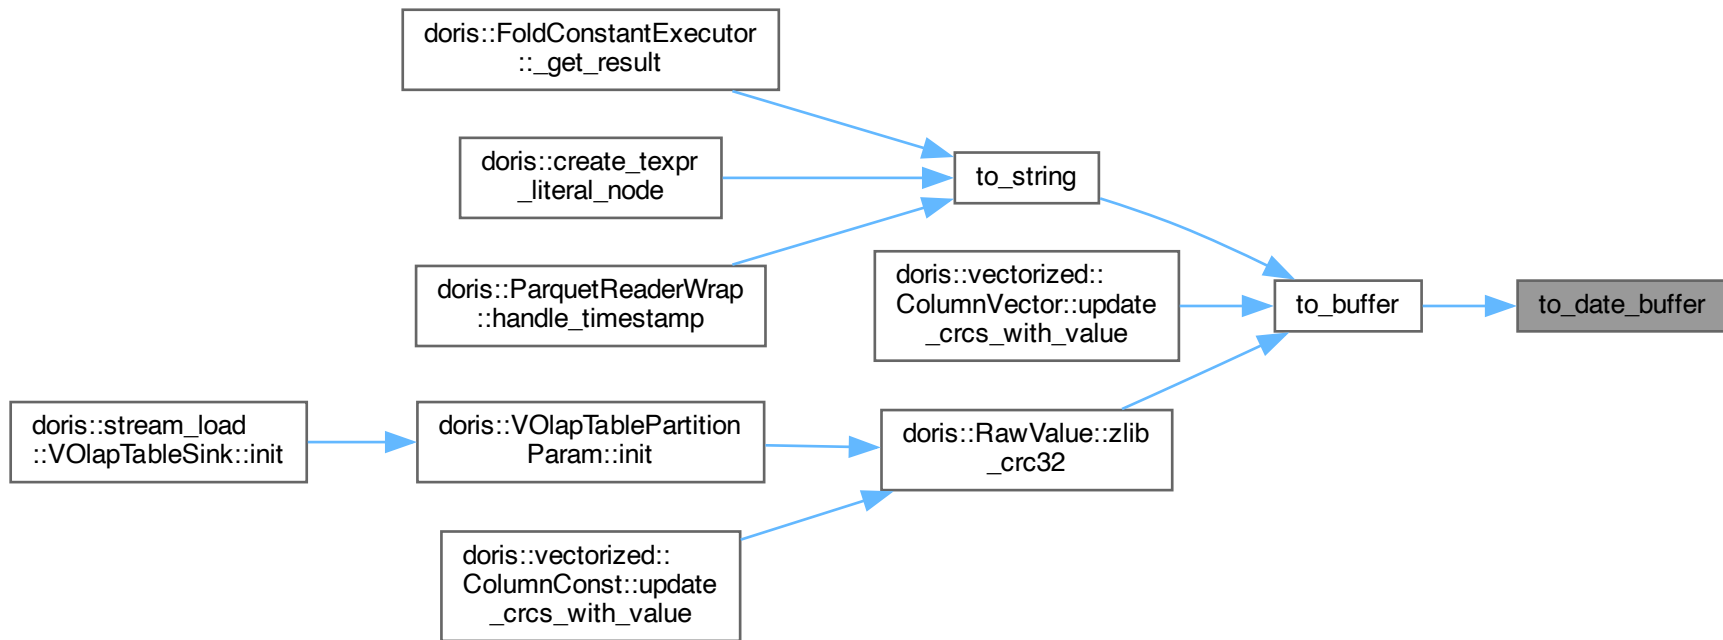 doris::FoldConstantExecutor
::_get_result
doris::create_texpr
_literal_node
to_string
doris::ParquetReaderWrap
::handle_timestamp
doris::vectorized::
ColumnVector::update
_crcs_with_value
to_buffer
to_date_buffer
doris::stream_load
::VOlapTableSink::init
doris::VOlapTablePartition
Param::init
doris::RawValue::zlib
_crc32
doris::vectorized::
ColumnConst::update
_crcs_with_value